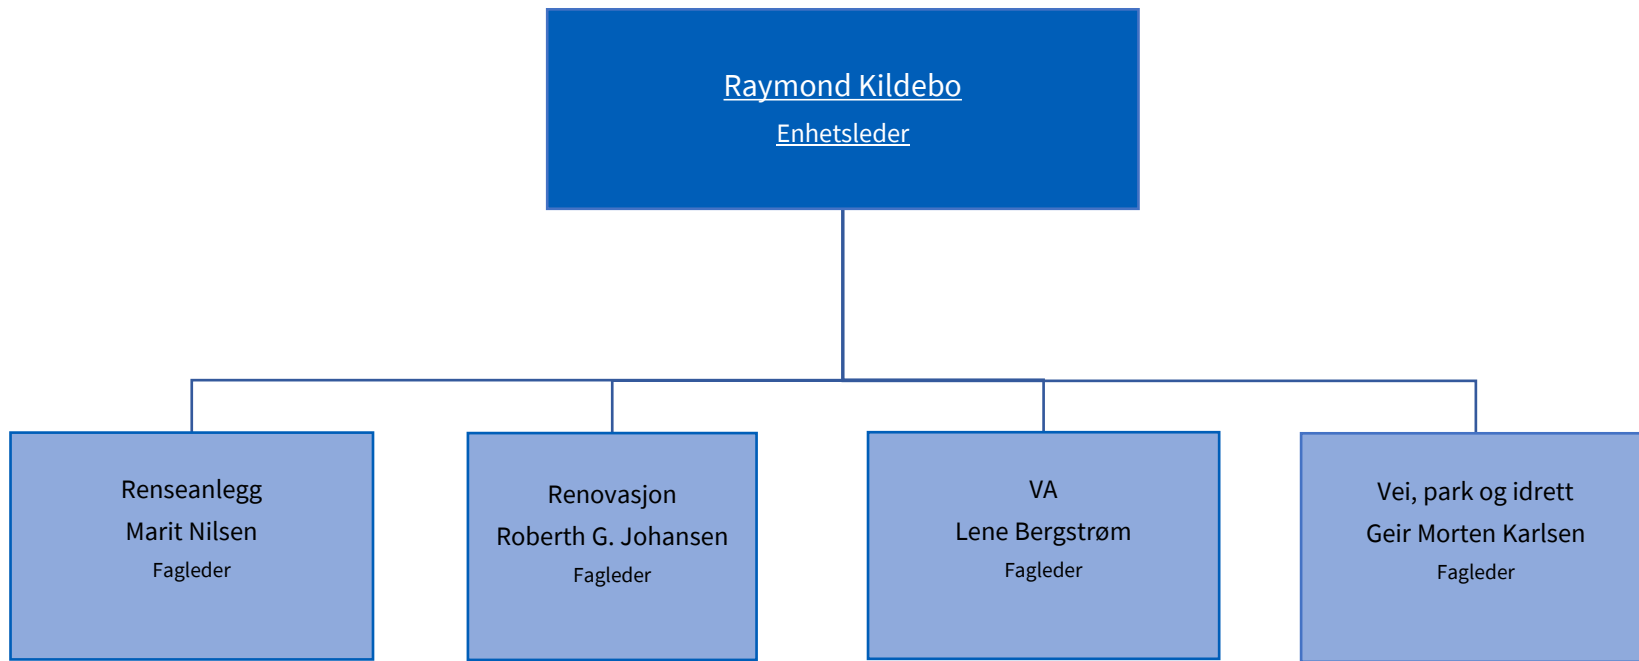 Raymond Kildebo
Enhetsleder
Renseanlegg
Marit Nilsen
Fagleder
Renovasjon
Roberth G. Johansen
Fagleder
VA
Lene Bergstrøm
Fagleder
Vei, park og idrett
Geir Morten Karlsen
Fagleder